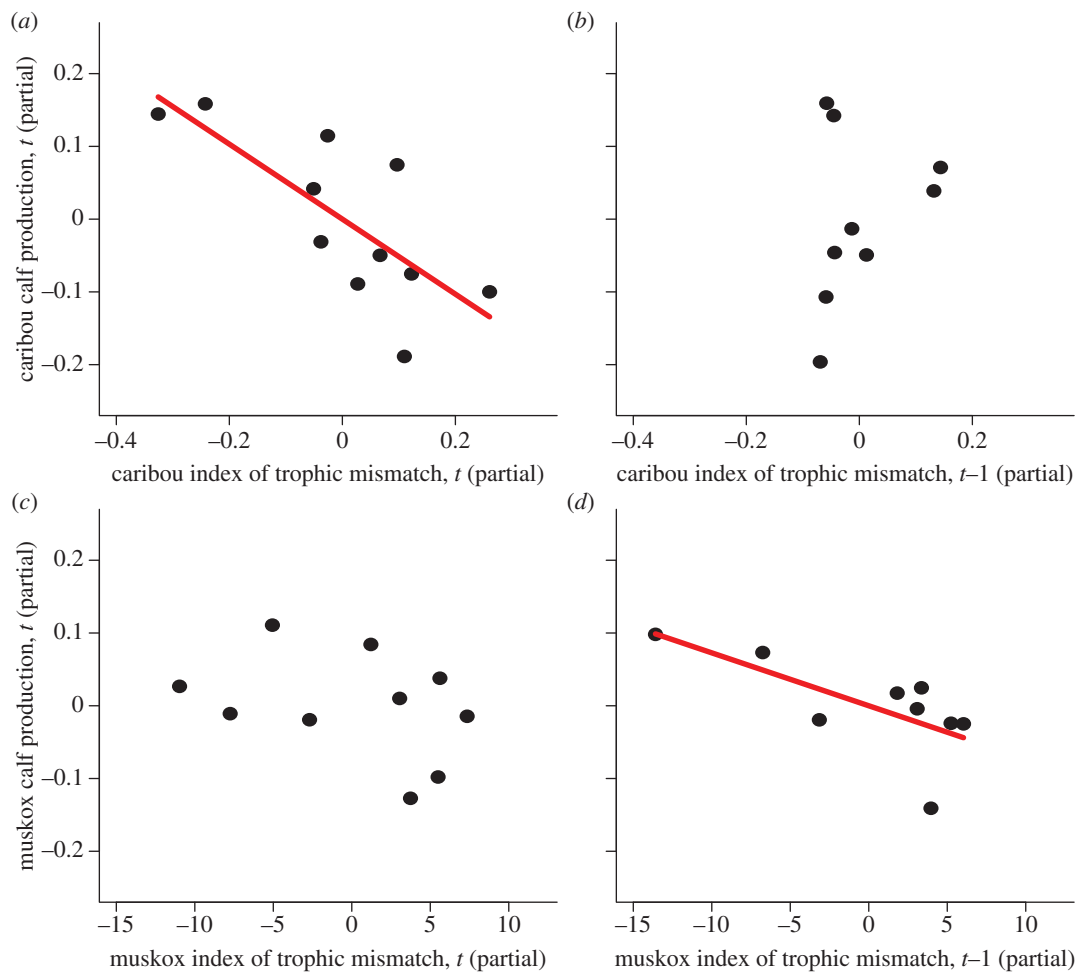 (a)
(b)
caribou calf production, t (partial)
0.2
0.1
0
–0.1
–0.2
–0.4 –0.2 0 0.2
–0.4 –0.2 0 0.2
caribou index of trophic mismatch, t (partial)
caribou index of trophic mismatch, t–1 (partial)
(c)
(d)
muskox calf production, t (partial)
0.2
0.1
0
–0.1
–0.2
–15 –10 –5 0 5 10
–15 –10 –5 0 5 10
muskox index of trophic mismatch, t (partial)
muskox index of trophic mismatch, t–1 (partial)